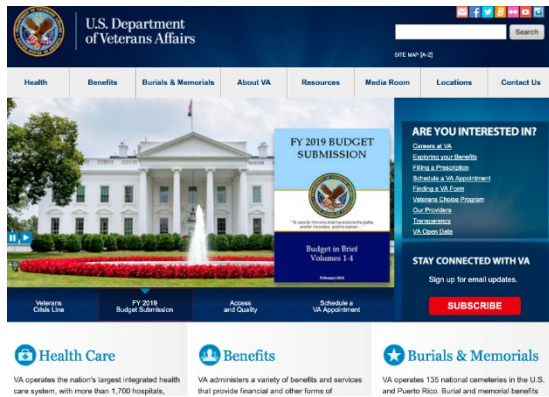 U.S. Department
of Veterans Affairs
Search
SITE MAP [A-Z]
Health
Benefits
Burials & Memorials
About VA
Resources
Media Room
Locations
Contact Us
FY 2019 BUDGET
SUBMISSION
Budget in Brief
Volumes 1-4
February 2018
ARE YOU INTERESTED IN?
Careers at VA
Exploring your Benefits
Filling a Prescription
Schedule a VA Appointment
Finding a VA Form
Veterans Choice Program
Our Providers
Transparency
VA Open Data
STAY CONNECTED WITH VA
Sign up for email updates.
SUBSCRIBE
Veterans
Crisis Line
FY 2019
Budget Submission
Access
and Quality
Schedule a
VA Appointment
Health Care
VA operates the nation's largest integrated health
care system, with more than 1,700 hospitals,
Benefits
VA administers a variety of benefits and services
that provide financial and other forms of
Burials & Memorials
VA operates 135 national cemeteries in the U.S.
and Puerto Rico. Burial and memorial benefits